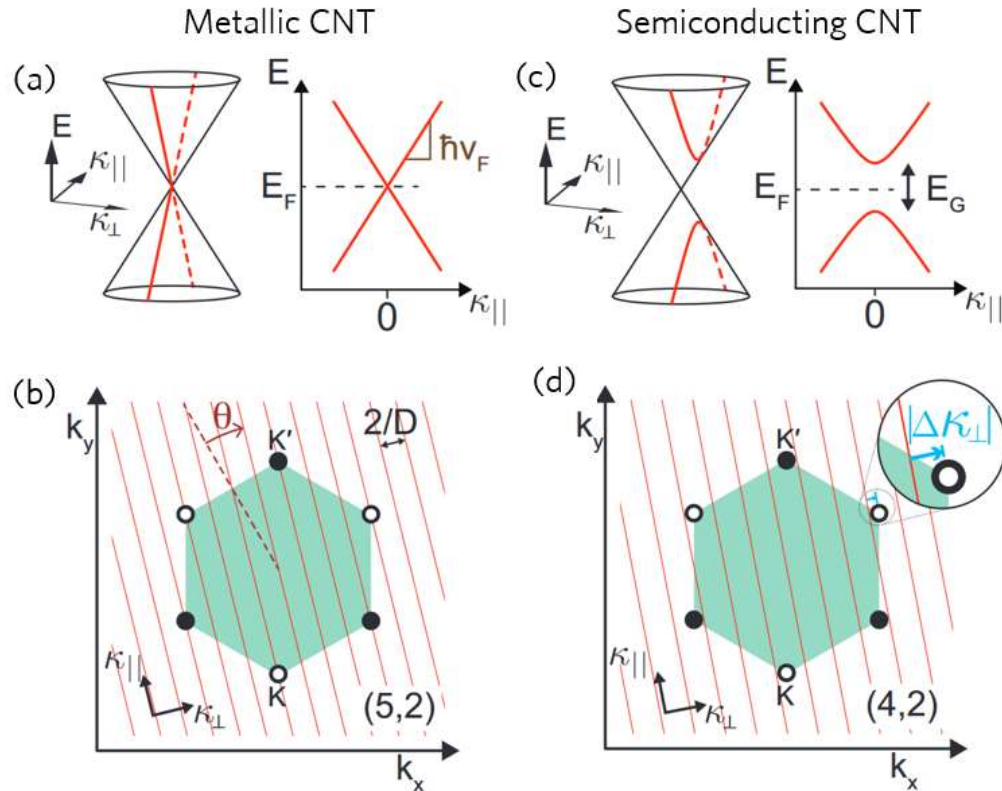 Metallic CNT
Semiconducting CNT
(a)
E
κ||
κ⊥
E
E_F
ħv_F
0
κ||
(c)
E
κ||
κ⊥
E
E_F
E_G
0
κ||
(b)
k_y
θ
2/D
K'
K
κ||
κ⊥
(5,2)
k_x
(d)
k_y
|Δκ⊥|
K'
K
κ||
κ⊥
(4,2)
k_x